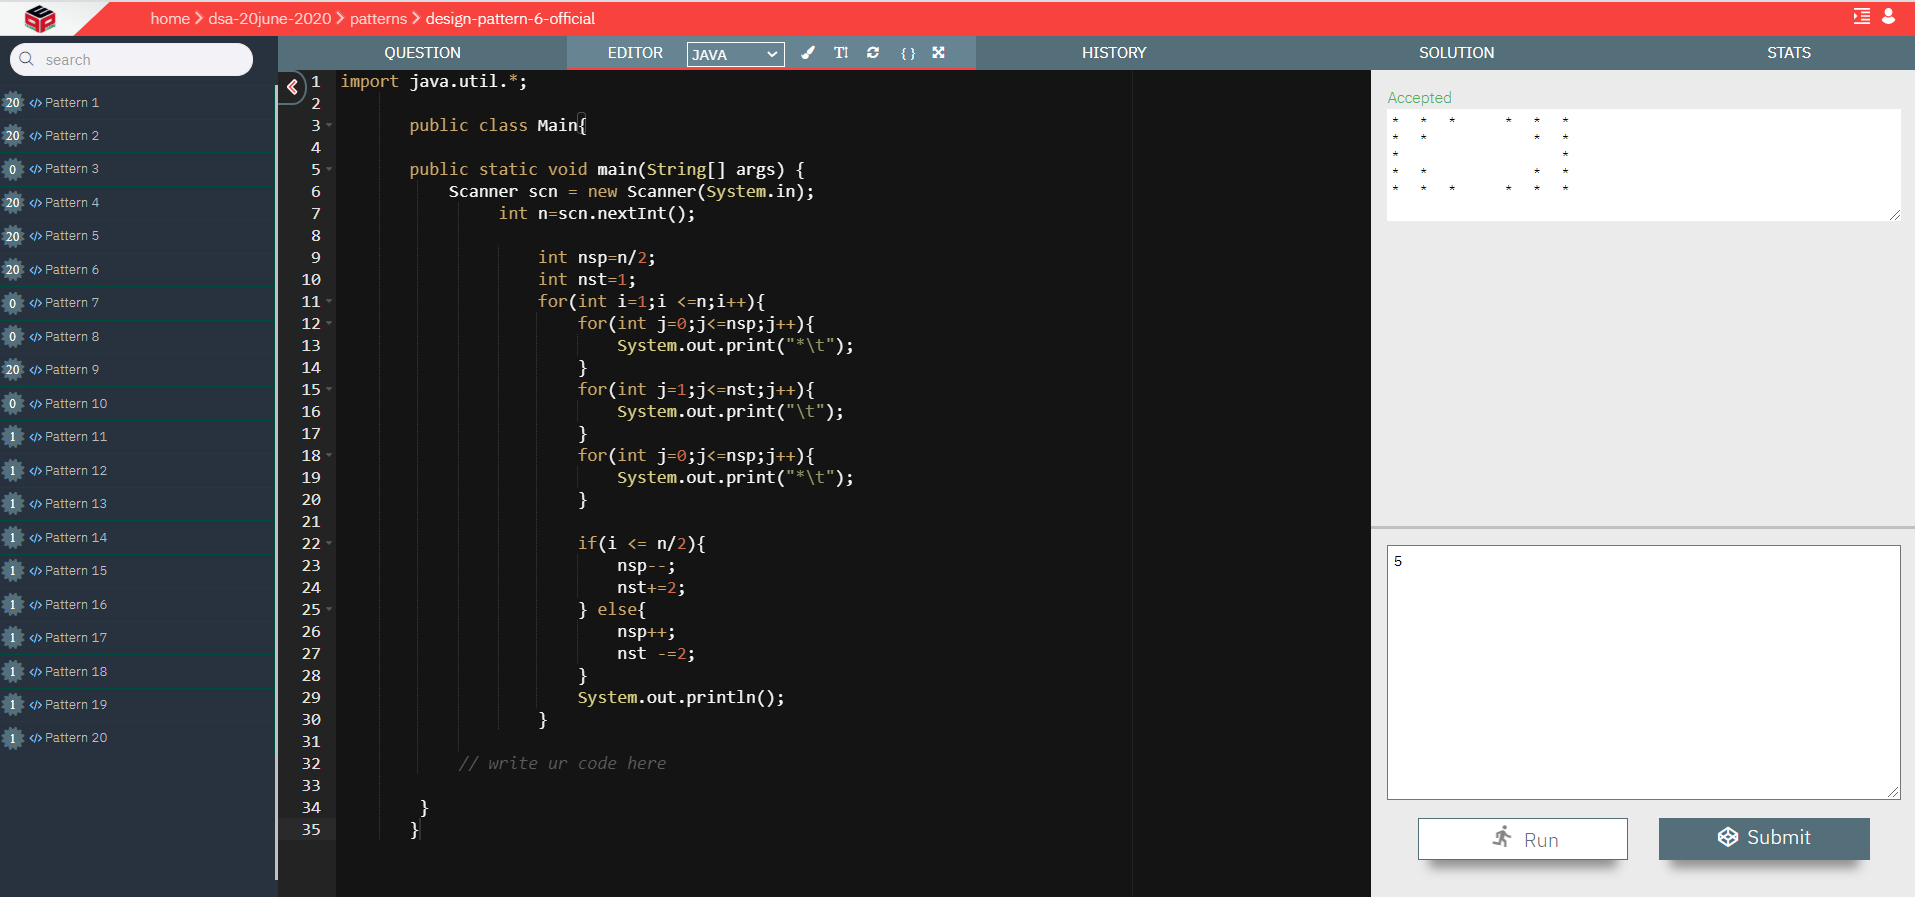 home > dsa-20june-2020 > patterns > design-pattern-6-official
search
20 </> Pattern 1
20 </> Pattern 2
0 </> Pattern 3
20 </> Pattern 4
20 </> Pattern 5
20 </> Pattern 6
0 </> Pattern 7
0 </> Pattern 8
20 </> Pattern 9
0 </> Pattern 10
1 </> Pattern 11
1 </> Pattern 12
1 </> Pattern 13
1 </> Pattern 14
1 </> Pattern 15
1 </> Pattern 16
1 </> Pattern 17
1 </> Pattern 18
1 </> Pattern 19
1 </> Pattern 20
QUESTION EDITOR JAVA T! { } HISTORY SOLUTION STATS
1 import java.util.*;
2
3 public class Main{
4
5 public static void main(String[] args) {
6 Scanner scn = new Scanner(System.in);
7 int n=scn.nextInt();
8
9 int nsp=n/2;
10 int nst=1;
11 for(int i=1;i <=n;i++){
12 for(int j=0;j<=nsp;j++){
13 System.out.print("*\t");
14 }
15 for(int j=1;j<=nst;j++){
16 System.out.print("\t");
17 }
18 for(int j=0;j<=nsp;j++){
19 System.out.print("*\t");
20 }
21
22 if(i <= n/2){
23 nsp--;
24 nst+=2;
25 } else{
26 nsp++;
27 nst -=2;
28 }
29 System.out.println();
30 }
31
32 // write ur code here
33
34 }
35 }
Accepted
* * * * * *
* * * *
* *
* * * *
* * * * * *
5
Run
Submit